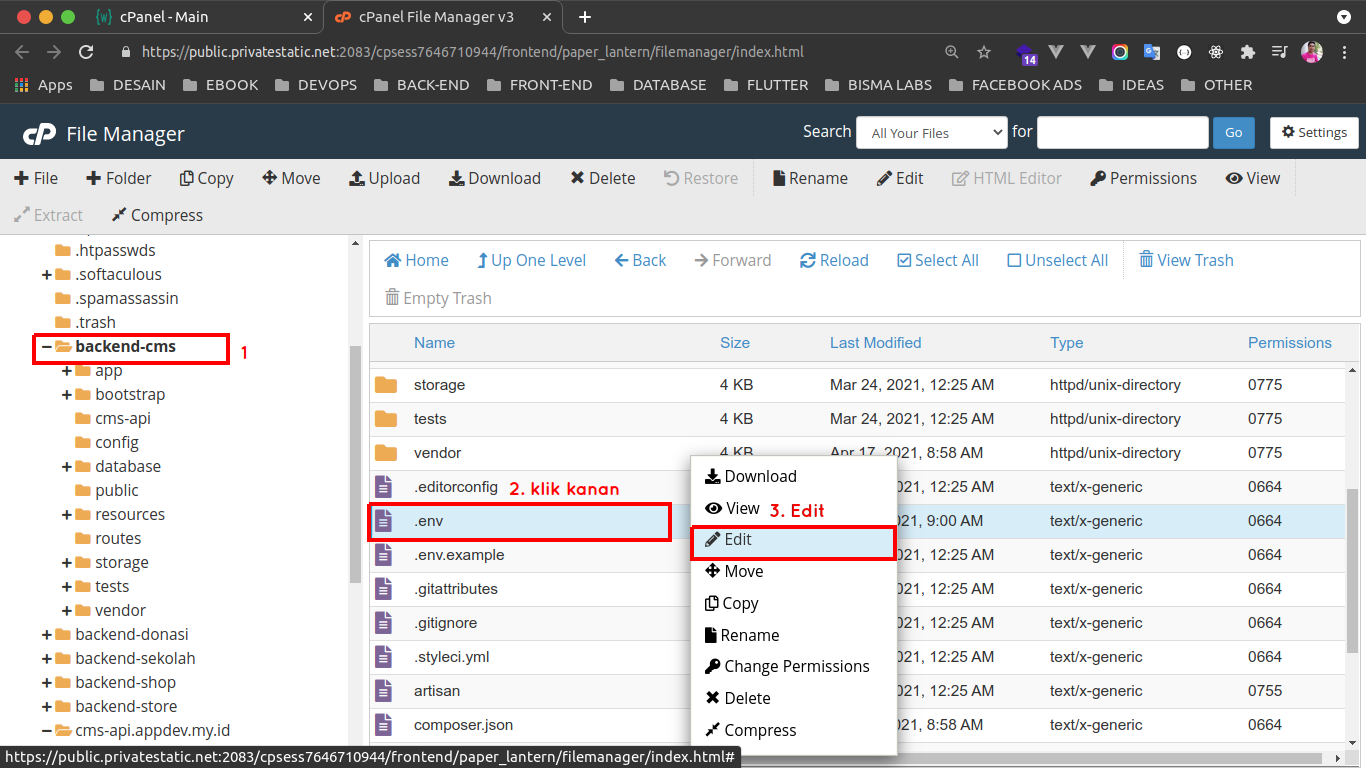 cPanel - Main
cPanel File Manager v3
https://public.privatestatic.net:2083/cpsess7646710944/frontend/paper_lantern/filemanager/index.html
14
Apps DESAIN EBOOK DEVOPS BACK-END FRONT-END DATABASE FLUTTER BISMA LABS FACEBOOK ADS IDEAS OTHER
cP File Manager
Search All Your Files for Go Settings
File Folder Copy Move Upload Download Delete Restore Rename Edit HTML Editor Permissions View
Extract Compress
.htpasswds
.softaculous
.spamassassin
.trash
backend-cms 1
app
bootstrap
cms-api
config
database
public
resources
routes
storage
tests
vendor
backend-donasi
backend-sekolah
backend-shop
backend-store
cms-api.appdev.my.id
Home Up One Level Back Forward Reload Select All Unselect All View Trash
Empty Trash
Name Size Last Modified Type Permissions
storage 4 KB Mar 24, 2021, 12:25 AM httpd/unix-directory 0775
tests 4 KB Mar 24, 2021, 12:25 AM httpd/unix-directory 0775
vendor 4 KB Apr 17, 2021, 8:58 AM httpd/unix-directory 0775
.editorconfig 2. klik kanan 021, 12:25 AM text/x-generic 0664
.env 021, 9:00 AM text/x-generic 0664
.env.example 021, 12:25 AM text/x-generic 0664
.gitattributes 021, 12:25 AM text/x-generic 0664
.gitignore 021, 12:25 AM text/x-generic 0664
.styleci.yml 021, 12:25 AM text/x-generic 0664
artisan 021, 12:25 AM text/x-generic 0755
composer.json 021, 8:58 AM text/x-generic 0664
Download
View 3. Edit
Edit
Move
Copy
Rename
Change Permissions
Delete
Compress
https://public.privatestatic.net:2083/cpsess7646710944/frontend/paper_lantern/filemanager/index.html#